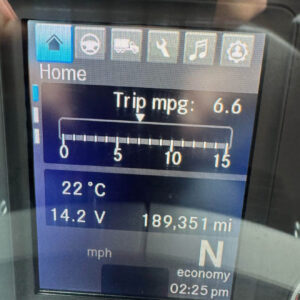 Home
Trip mpg: 6.6
0 5 10 15
22 °C
14.2 V 189,351 mi
mph N
economy
02:25 pm